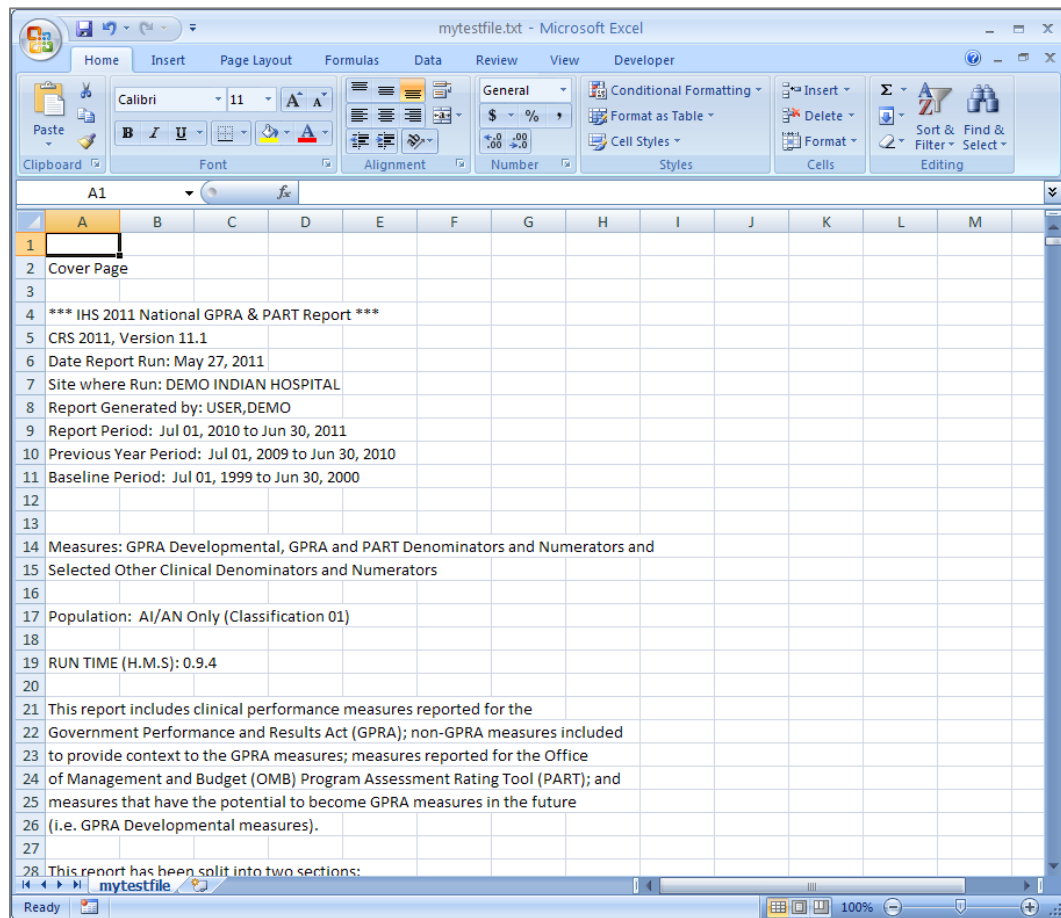 mytestfile.txt - Microsoft Excel
Home Insert Page Layout Formulas Data Review View Developer
Paste
Calibri 11 A A
B I U A
General
$ % ,
.00 .00
Conditional Formatting
Format as Table
Cell Styles
Insert
Delete
Format
Σ
Sort & Filter
Find & Select
Clipboard Font Alignment Number Styles Cells Editing
A1 fx
A B C D E F G H I J K L M
1
2 Cover Page
3
4 *** IHS 2011 National GPRA & PART Report ***
5 CRS 2011, Version 11.1
6 Date Report Run: May 27, 2011
7 Site where Run: DEMO INDIAN HOSPITAL
8 Report Generated by: USER,DEMO
9 Report Period: Jul 01, 2010 to Jun 30, 2011
10 Previous Year Period: Jul 01, 2009 to Jun 30, 2010
11 Baseline Period: Jul 01, 1999 to Jun 30, 2000
12
13
14 Measures: GPRA Developmental, GPRA and PART Denominators and Numerators and
15 Selected Other Clinical Denominators and Numerators
16
17 Population: AI/AN Only (Classification 01)
18
19 RUN TIME (H.M.S): 0.9.4
20
21 This report includes clinical performance measures reported for the
22 Government Performance and Results Act (GPRA); non-GPRA measures included
23 to provide context to the GPRA measures; measures reported for the Office
24 of Management and Budget (OMB) Program Assessment Rating Tool (PART); and
25 measures that have the potential to become GPRA measures in the future
26 (i.e. GPRA Developmental measures).
27
28 This report has been split into two sections:
mytestfile
Ready 100%